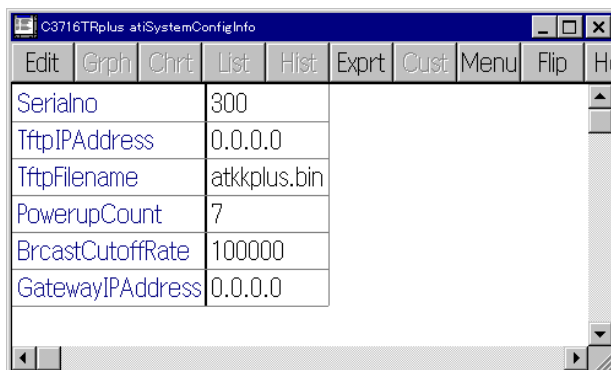 C3716TRplus atiSystemConfigInfo
Edit Grph Chrt List Hist Exprt Cust Menu Flip
Serialno 300
TftpIPAddress 0.0.0.0
TftpFilename atkkplus.bin
PowerupCount 7
BrcastCutoffRate 100000
GatewayIPAddress 0.0.0.0